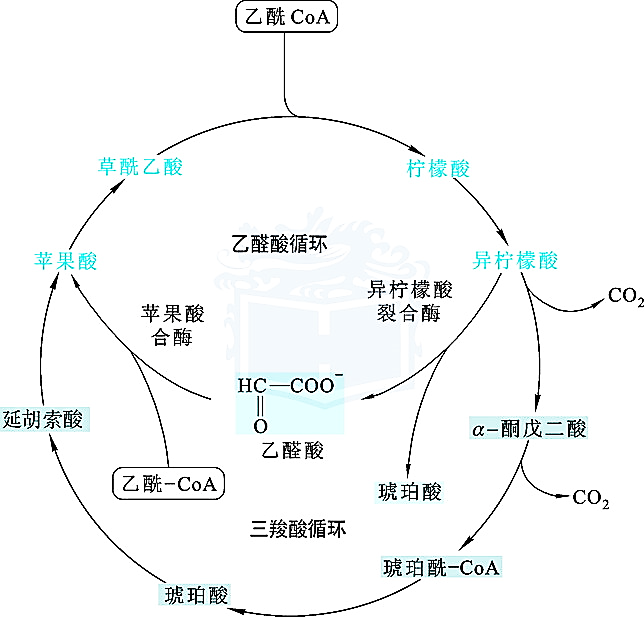 乙酰 CoA
草酰乙酸
柠檬酸
乙醛酸循环
苹果酸
异柠檬酸
异柠檬酸
裂合酶
CO2
苹果酸
合酶
HC—COO−
O
乙醛酸
延胡索酸
α-酮戊二酸
乙酰-CoA
琥珀酸
CO2
三羧酸循环
琥珀酰-CoA
琥珀酸